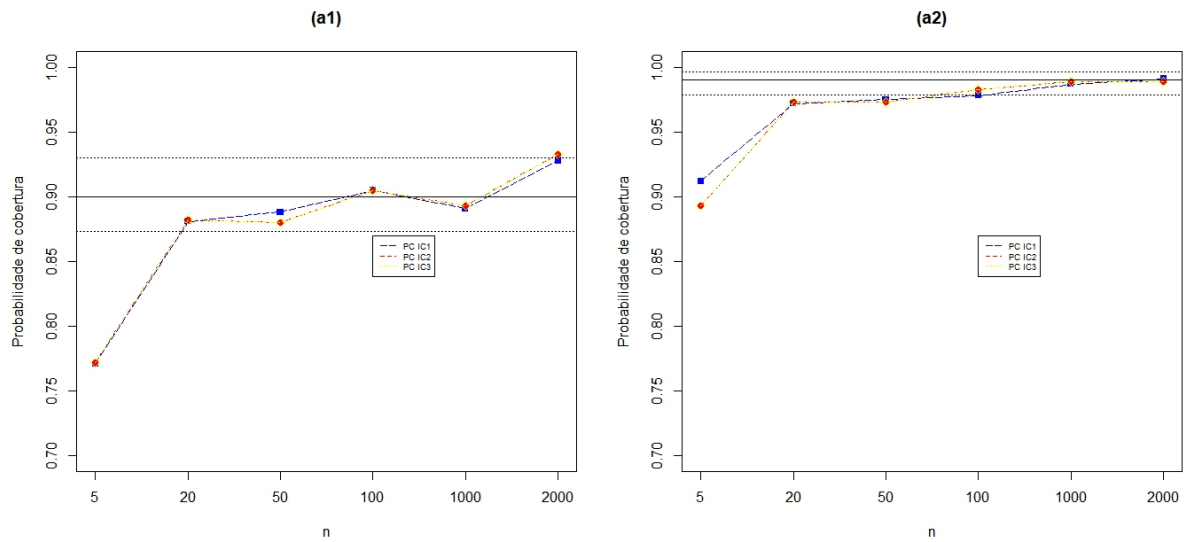 (a1)
Probabilidade de cobertura
1.00
0.95
0.90
0.85
0.80
0.75
0.70
PC IC1
PC IC2
PC IC3
5 20 50 100 1000 2000
n
(a2)
Probabilidade de cobertura
1.00
0.95
0.90
0.85
0.80
0.75
0.70
PC IC1
PC IC2
PC IC3
5 20 50 100 1000 2000
n